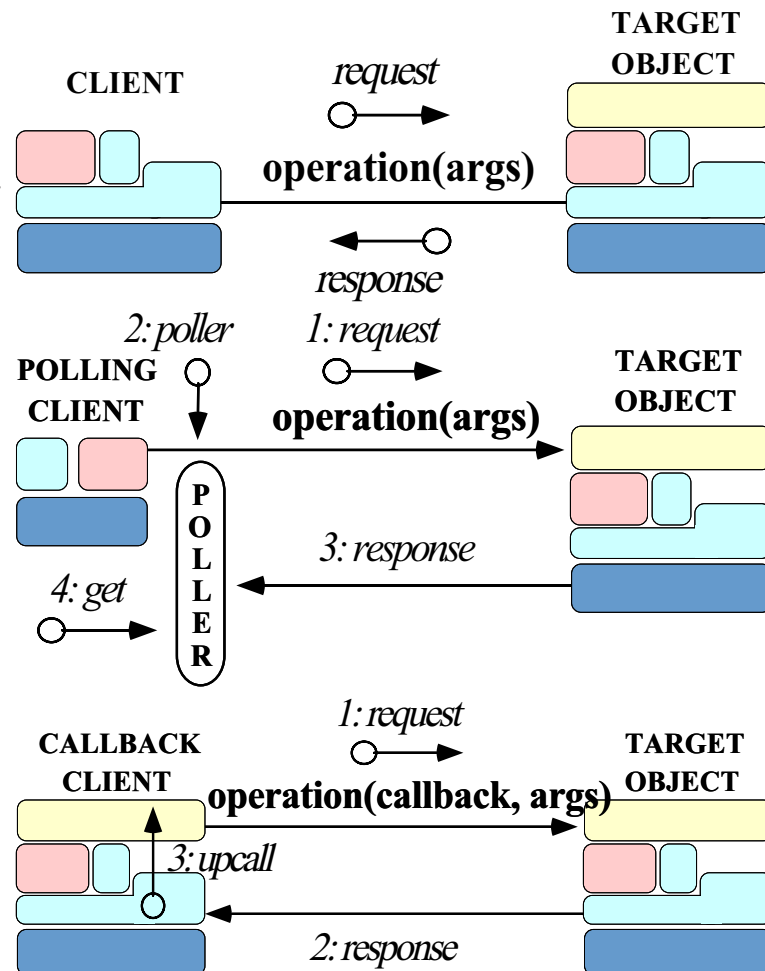 TARGET
OBJECT
CLIENT
request
operation(args)
response
2: poller
1: request
POLLING
CLIENT
TARGET
OBJECT
operation(args)
POLLER
3: response
4: get
1: request
CALLBACK
CLIENT
TARGET
OBJECT
operation(callback, args)
3: upcall
2: response